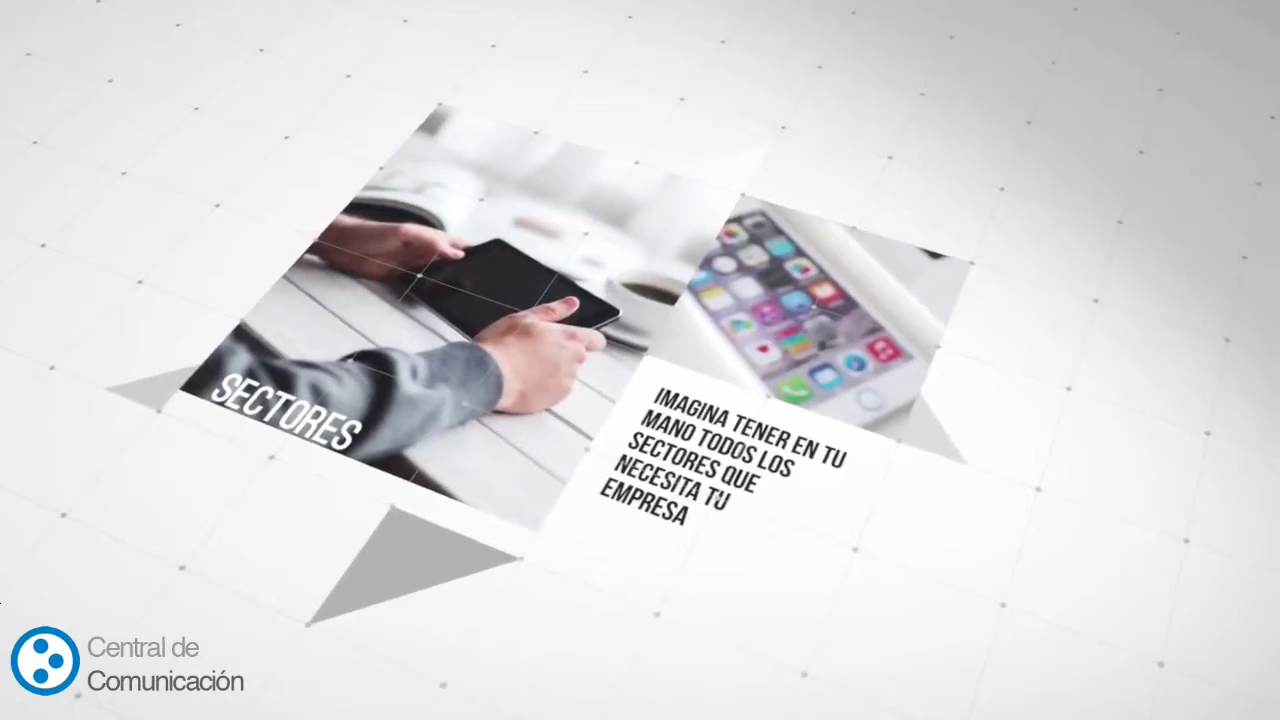 SECTORES
IMAGINA TENER EN TU
MANO TODOS LOS
SECTORES QUE
NECESITA TU
EMPRESA
Central de
Comunicación